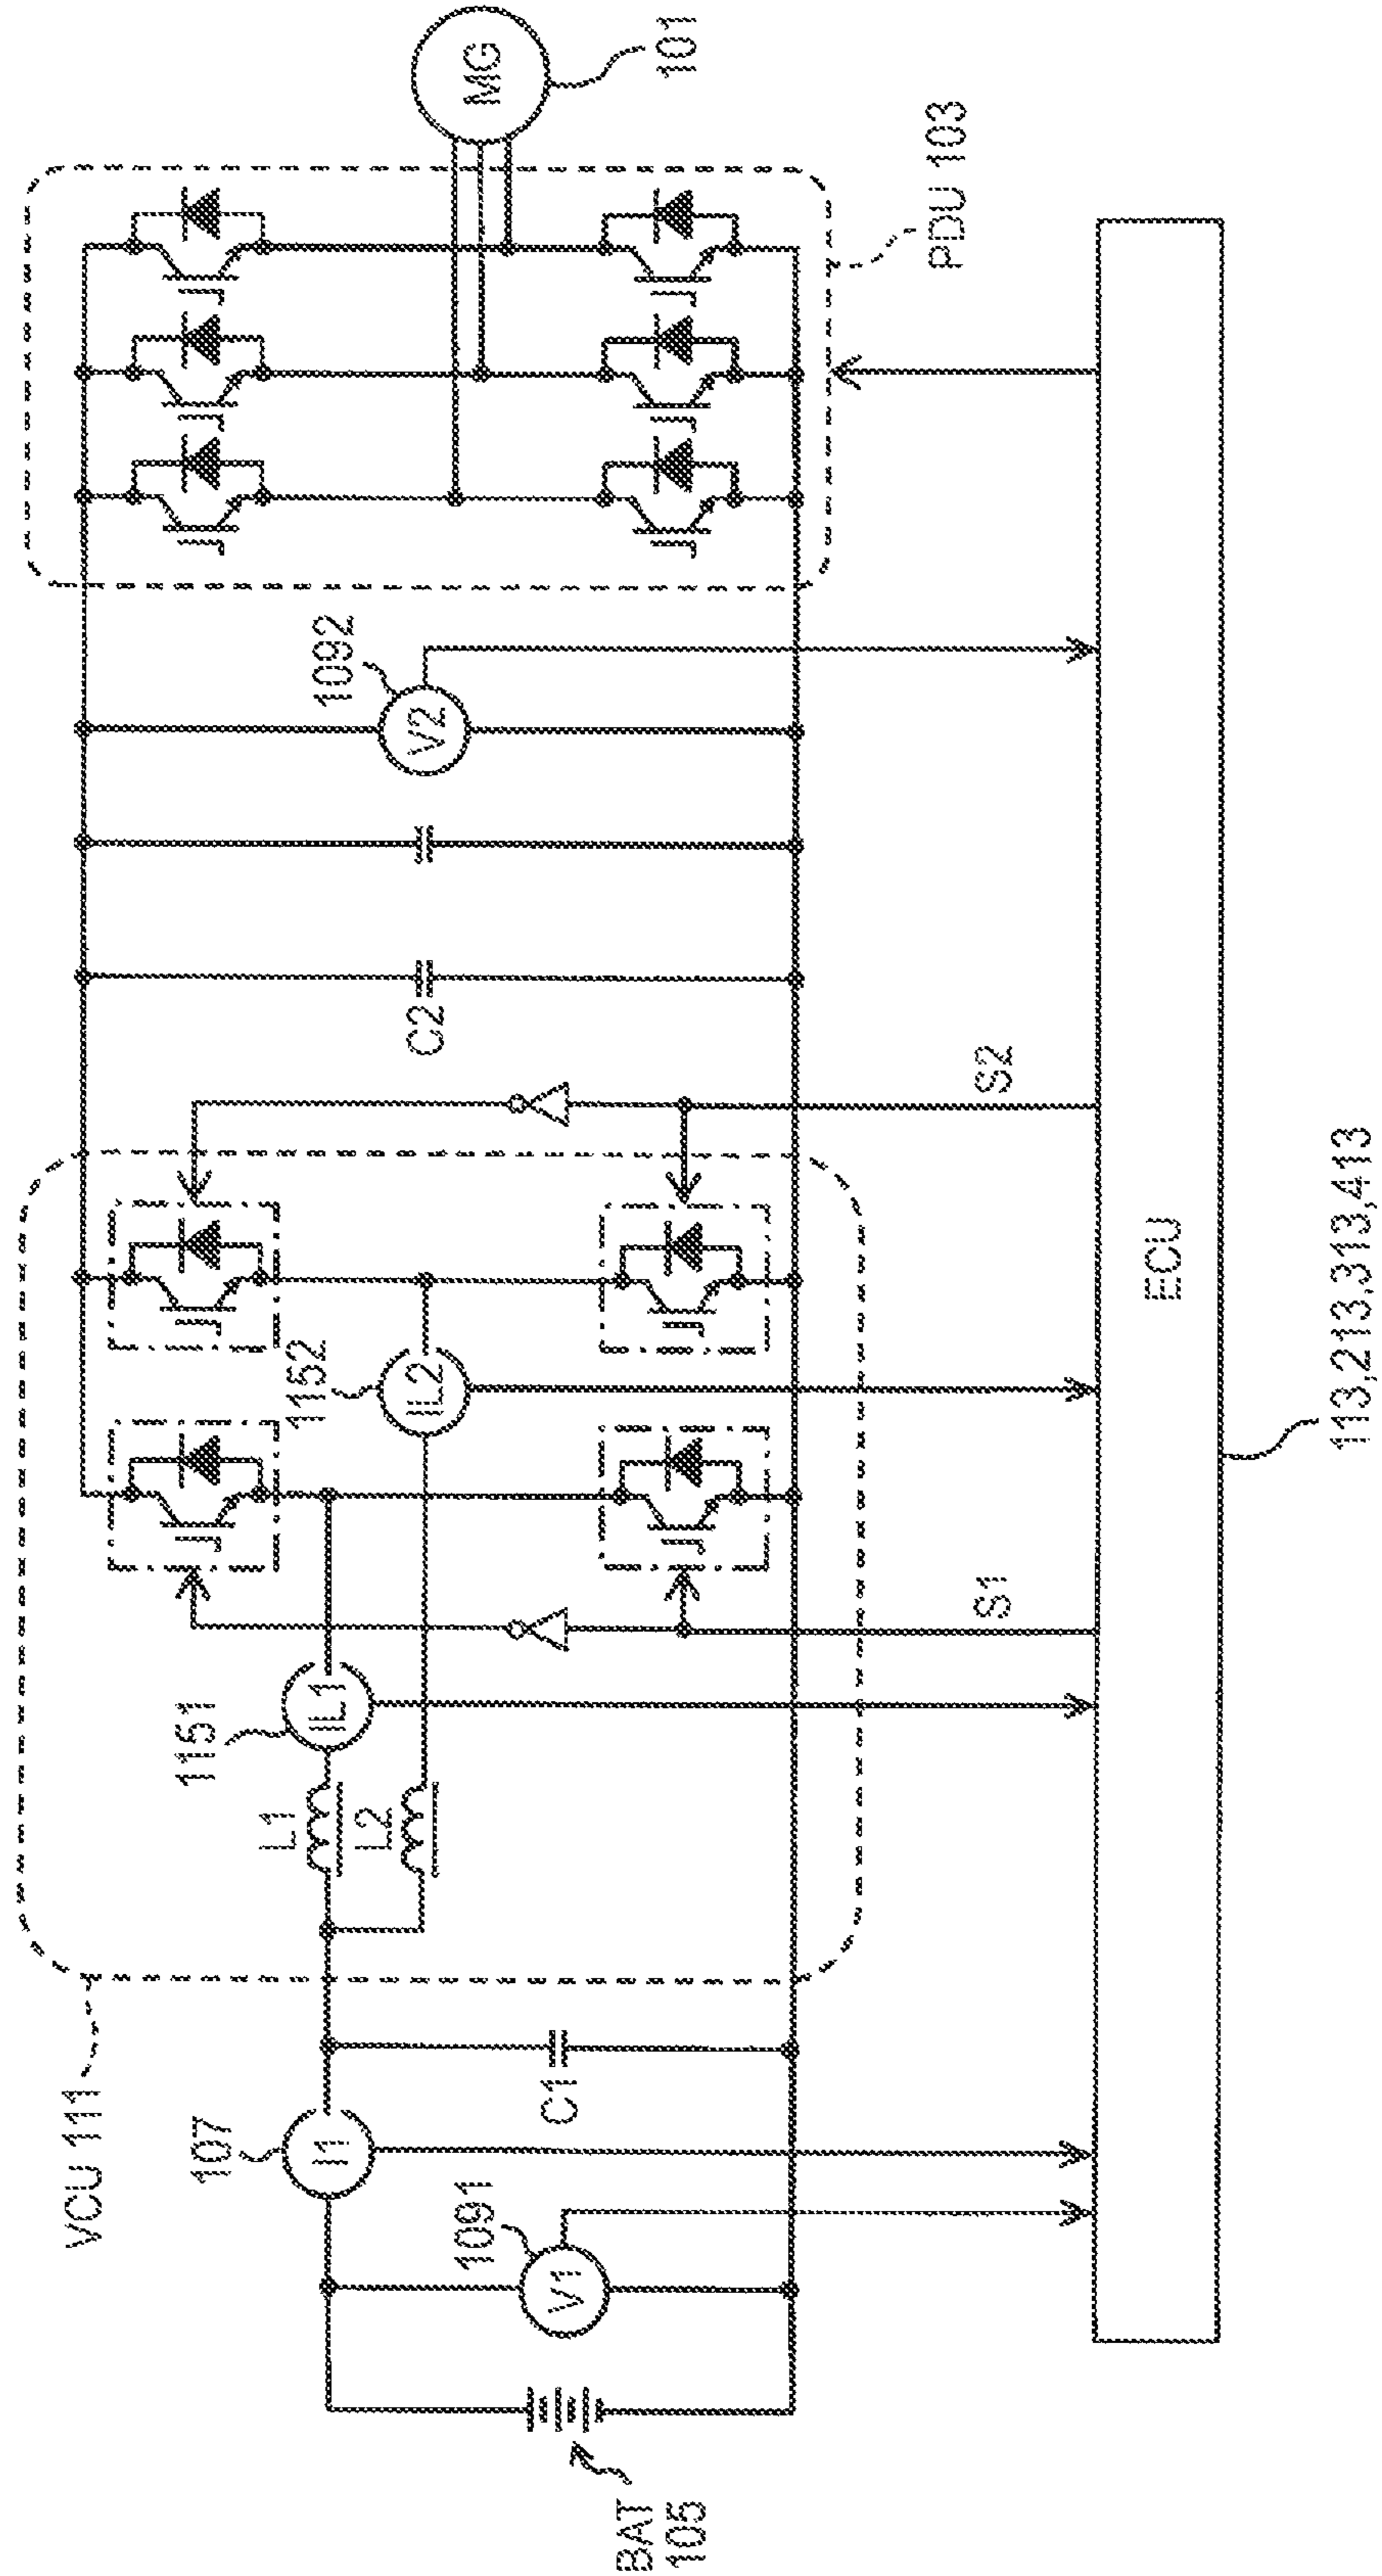 VCU 111
107
I1
1091
V1
BAT
105
C1
1151
L1
IL1
L2
1152
IL2
S1
S2
C2
1092
V2
MG
101
PDU 103
ECU
113,213,313,413